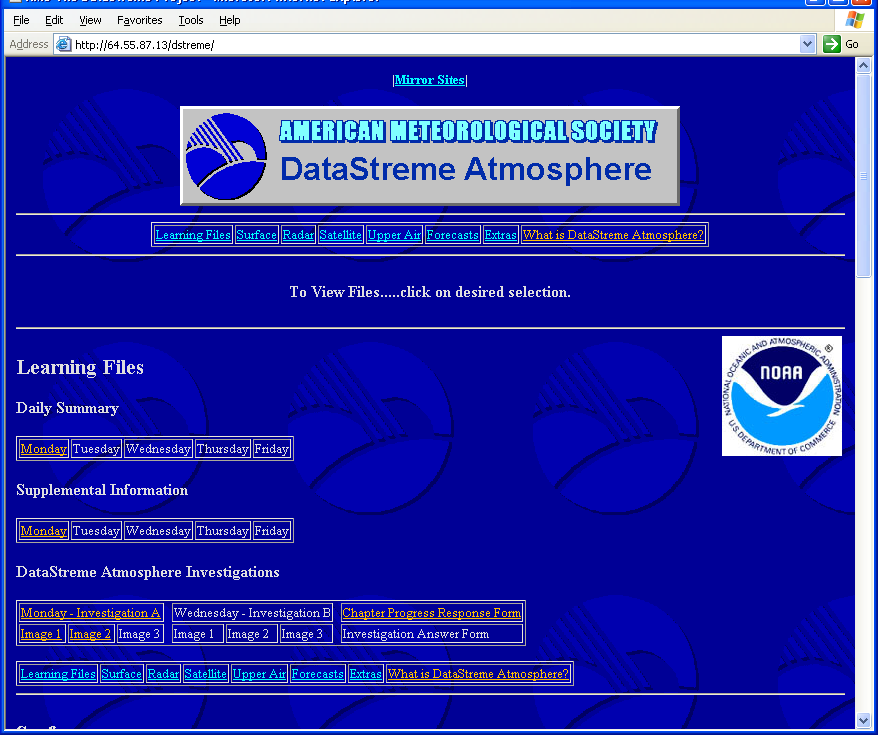 File Edit View Favorites Tools Help
Address http://64.55.87.13/dstreme/ Go
|Mirror Sites|
AMERICAN METEOROLOGICAL SOCIETY
DataStreme Atmosphere
Learning Files Surface Radar Satellite Upper Air Forecasts Extras What is DataStreme Atmosphere?
To View Files.....click on desired selection.
NATIONAL OCEANIC AND ATMOSPHERIC ADMINISTRATION
NOAA
U.S. DEPARTMENT OF COMMERCE
Learning Files
Daily Summary
Monday Tuesday Wednesday Thursday Friday
Supplemental Information
Monday Tuesday Wednesday Thursday Friday
DataStreme Atmosphere Investigations
Monday - Investigation A Wednesday - Investigation B Chapter Progress Response Form
Image 1 Image 2 Image 3 Image 1 Image 2 Image 3 Investigation Answer Form
Learning Files Surface Radar Satellite Upper Air Forecasts Extras What is DataStreme Atmosphere?